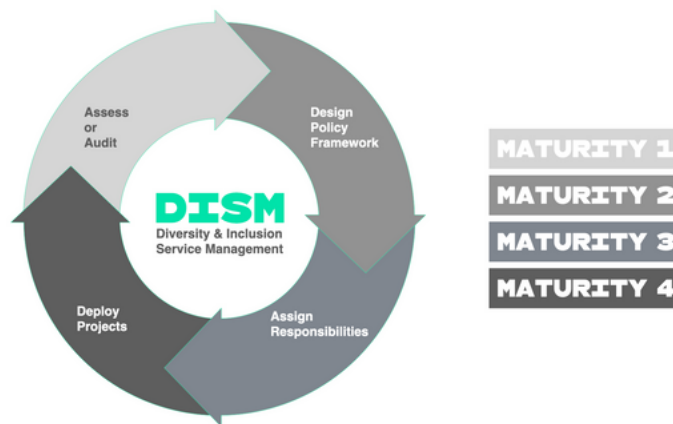 Assess
or
Audit
Design
Policy
Framework
DISM
Diversity & Inclusion
Service Management
Deploy
Projects
Assign
Responsibilities
MATURITY 1
MATURITY 2
MATURITY 3
MATURITY 4